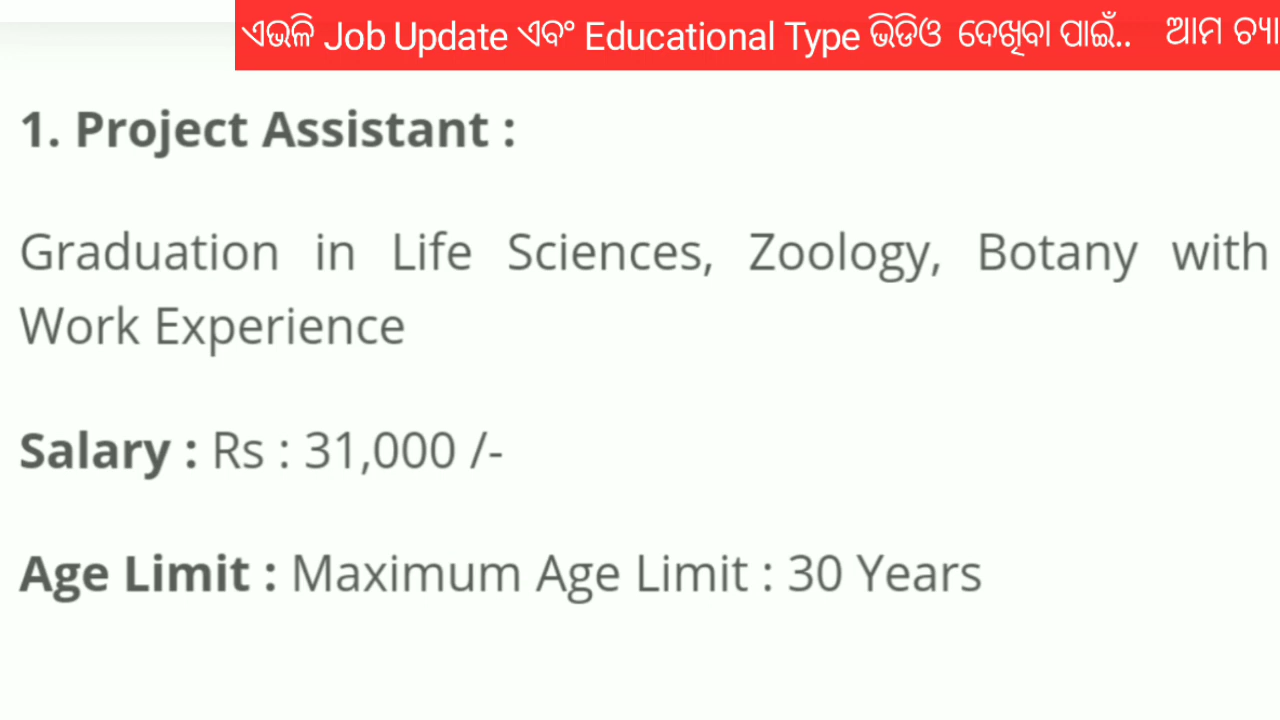 ଏଭଳି Job Update ଏବଂ Educational Type ଭିଡିଓ ଦେଖିବା ପାଇଁ.. ଆମ
1. Project Assistant :
Graduation in Life Sciences, Zoology, Botany with
Work Experience
Salary : Rs : 31,000 /-
Age Limit : Maximum Age Limit : 30 Years